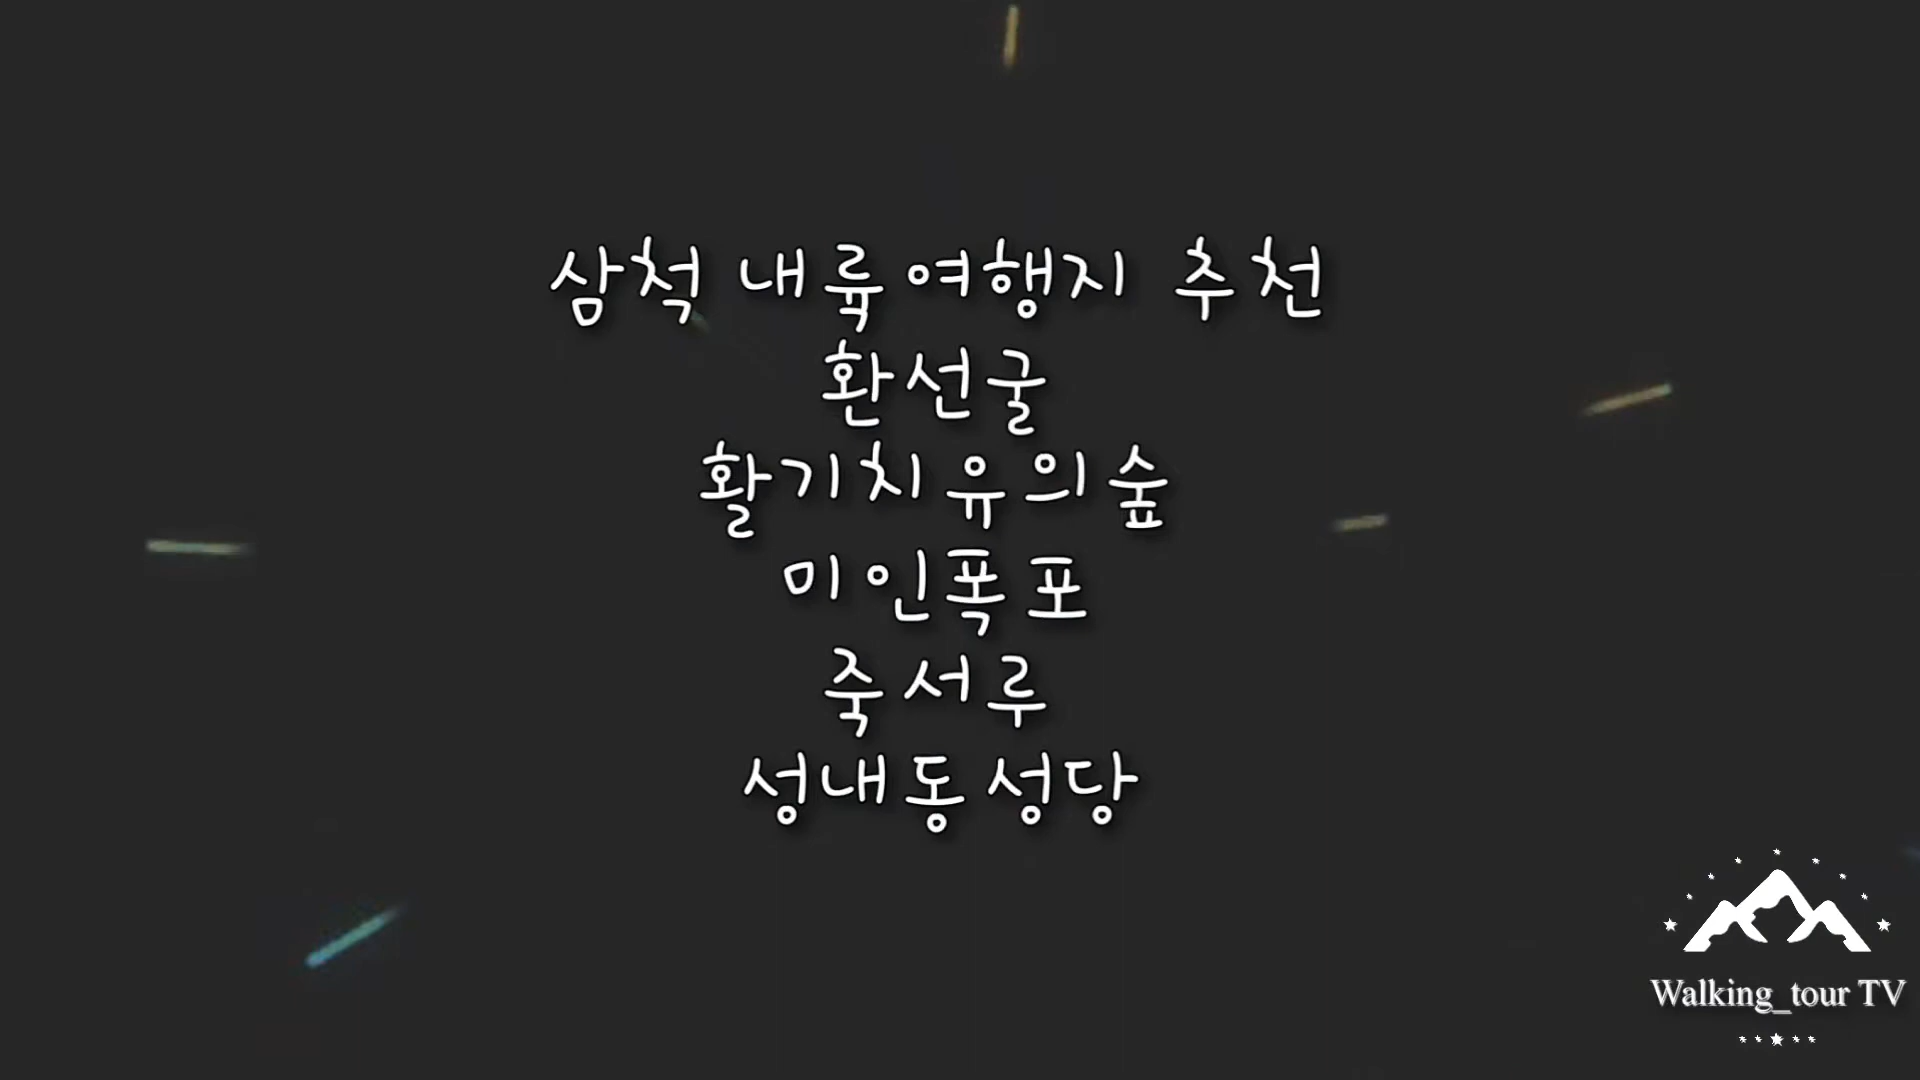 삼척 내륙여행지 추천
환선굴
활기치유의숲
미인폭포
죽서루
성내동성당
Walking_tour TV